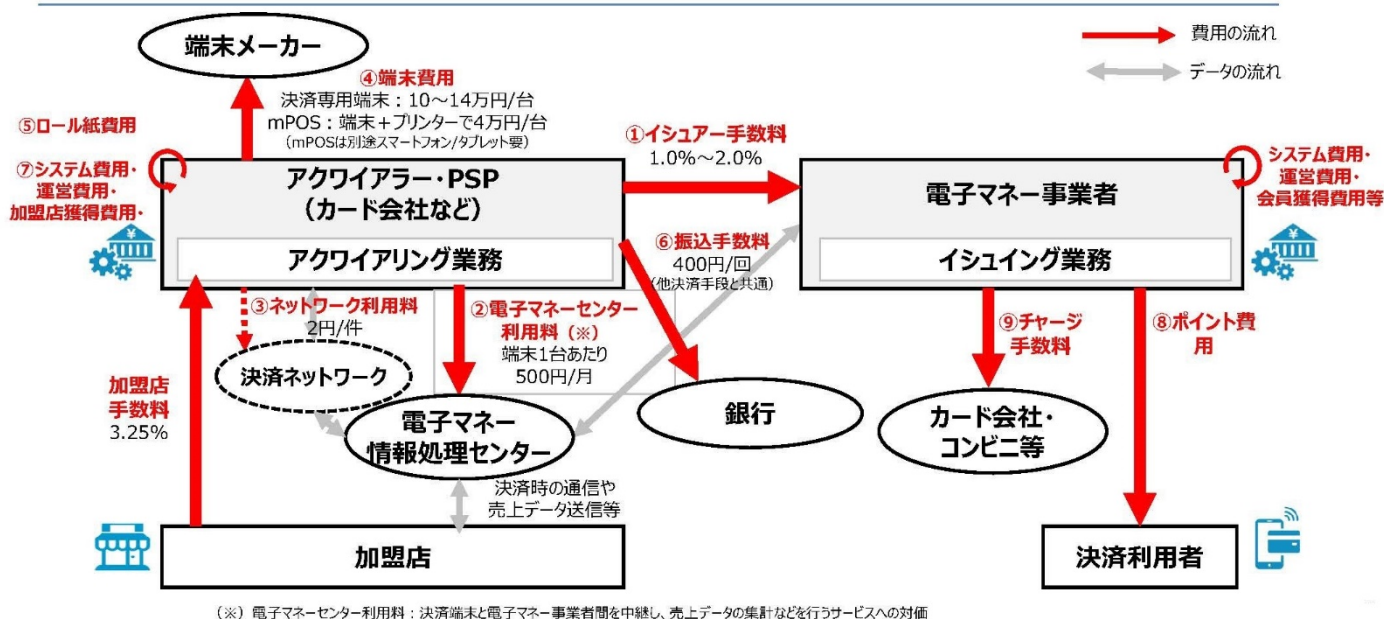 端末メーカー
費用の流れ
データの流れ
④端末費用
決済専用端末：10～14万円/台
mPOS：端末＋プリンターで4万円/台
（mPOSは別途スマートフォン/タブレット要）
⑤ロール紙費用
①イシュアー手数料
1.0%～2.0%
⑦システム費用・
運営費用・
加盟店獲得費用・
アクワイアラー・PSP
（カード会社など）
アクワイアリング業務
電子マネー事業者
イシュイング業務
システム費用・
運営費用・
会員獲得費用等
⑥振込手数料
400円/回
（他決済手段と共通）
③ネットワーク利用料
2円/件
②電子マネーセンター
利用料（※）
端末1台あたり
500円/月
⑨チャージ
手数料
⑧ポイント費
用
決済ネットワーク
加盟店
手数料
3.25%
電子マネー
情報処理センター
銀行
カード会社・
コンビニ等
決済時の通信や
売上データ送信等
加盟店
決済利用者
（※）電子マネーセンター利用料：決済端末と電子マネー事業者間を中継し、売上データの集計などを行うサービスへの対価